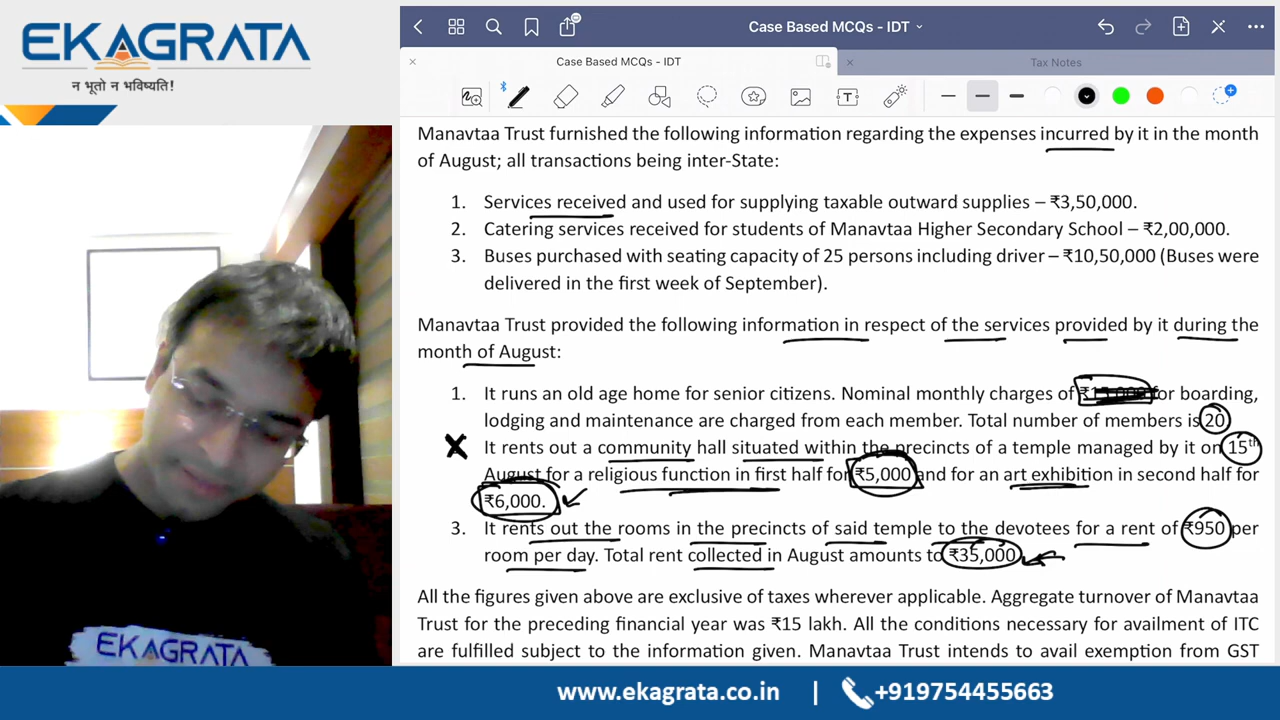 EKAGRATA
न भूतो न भविष्यति!
Case Based MCQs - IDT
Case Based MCQs - IDT
Tax Notes
Manavtaa Trust furnished the following information regarding the expenses incurred by it in the month
of August; all transactions being inter-State:
1. Services received and used for supplying taxable outward supplies – ₹3,50,000.
2. Catering services received for students of Manavtaa Higher Secondary School – ₹2,00,000.
3. Buses purchased with seating capacity of 25 persons including driver – ₹10,50,000 (Buses were
delivered in the first week of September).
Manavtaa Trust provided the following information in respect of the services provided by it during the
month of August:
1. It runs an old age home for senior citizens. Nominal monthly charges of for boarding,
lodging and maintenance are charged from each member. Total number of members is 20
It rents out a community hall situated within the precincts of a temple managed by it on 15th
August for a religious function in first half for ₹5,000 and for an art exhibition in second half for
₹6,000.
3. It rents out the rooms in the precincts of said temple to the devotees for a rent of ₹950 per
room per day. Total rent collected in August amounts to ₹35,000
All the figures given above are exclusive of taxes wherever applicable. Aggregate turnover of Manavtaa
Trust for the preceding financial year was ₹15 lakh. All the conditions necessary for availment of ITC
are fulfilled subject to the information given. Manavtaa Trust intends to avail exemption from GST
EKAGRATA
www.ekagrata.co.in | +919754455663